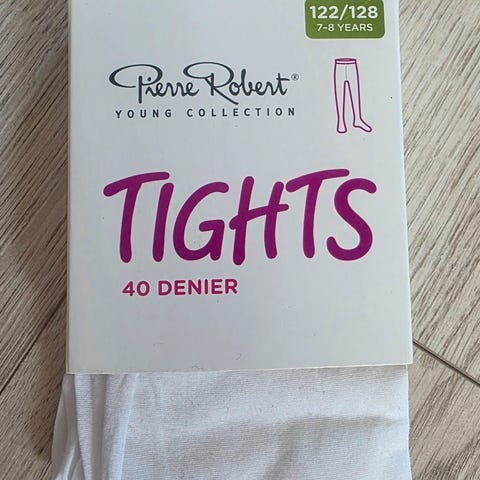 122/128
7-8 YEARS
Pierre Robert®
YOUNG COLLECTION
TIGHTS
40 DENIER